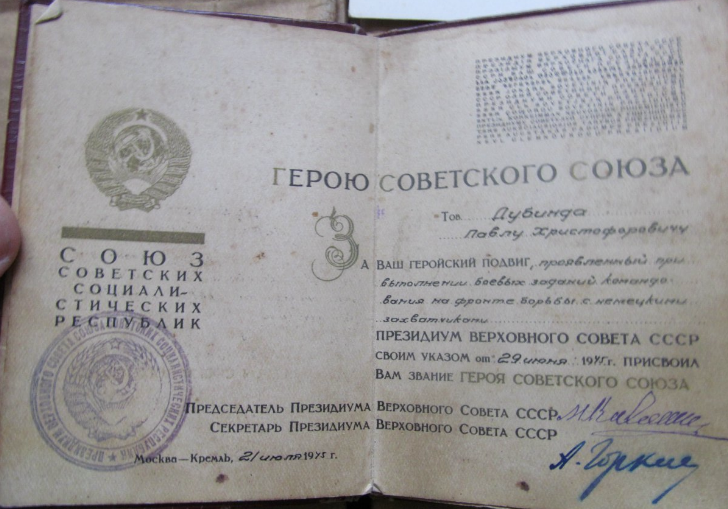 СОЮЗ
СОВЕТСКИХ
СОЦИАЛИ-
СТИЧЕСКИХ
РЕСПУБЛИК
ГЕРОЮ СОВЕТСКОГО СОЮЗА
Тов. Дубинда
Павлу Христофоровичу
ЗА ВАШ ГЕРОЙСКИЙ ПОДВИГ, проявленный при
выполнении боевых заданий командо
вания на фронте борьбы с немецкими
захватчиками
ПРЕЗИДИУМ ВЕРХОВНОГО СОВЕТА СССР
СВОИМ УКАЗОМ от "29 июня" 1945 г. ПРИСВОИЛ
ВАМ ЗВАНИЕ ГЕРОЯ СОВЕТСКОГО СОЮЗА
ПРЕДСЕДАТЕЛЬ ПРЕЗИДИУМА ВЕРХОВНОГО СОВЕТА СССР
СЕКРЕТАРЬ ПРЕЗИДИУМА ВЕРХОВНОГО СОВЕТА СССР
А. Горкин
МОСКВА—КРЕМЛЬ, 21 июля 1945 г.